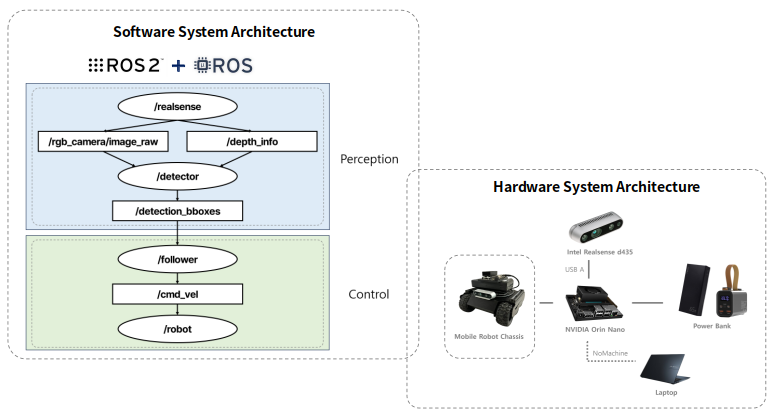 Software System Architecture
ROS 2 + ROS
/realsense
/rgb_camera/image_raw
/depth_info
/detector
/detection_bboxes
Perception
/follower
/cmd_vel
/robot
Control
Hardware System Architecture
Intel Realsense d435
USB A
Mobile Robot Chassis
NVIDIA Orin Nano
Power Bank
NoMachine
Laptop